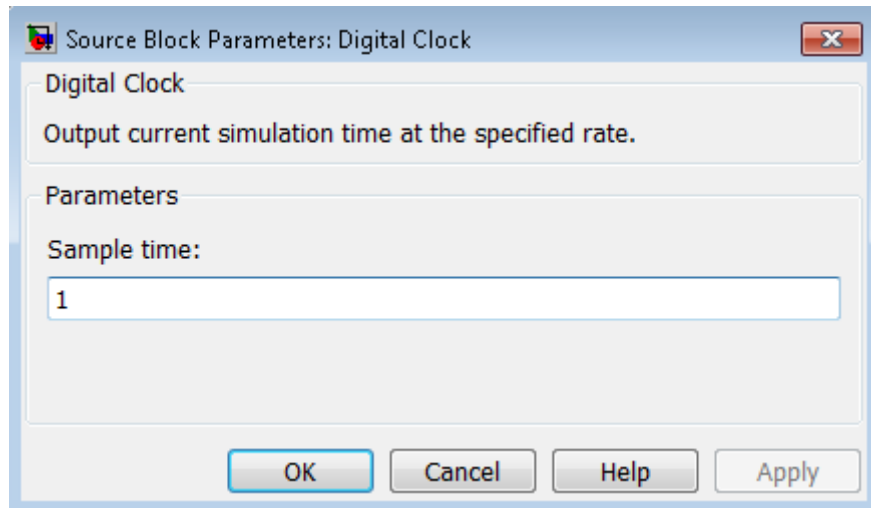 Source Block Parameters: Digital Clock
Digital Clock
Output current simulation time at the specified rate.
Parameters
Sample time:
1
OK Cancel Help Apply